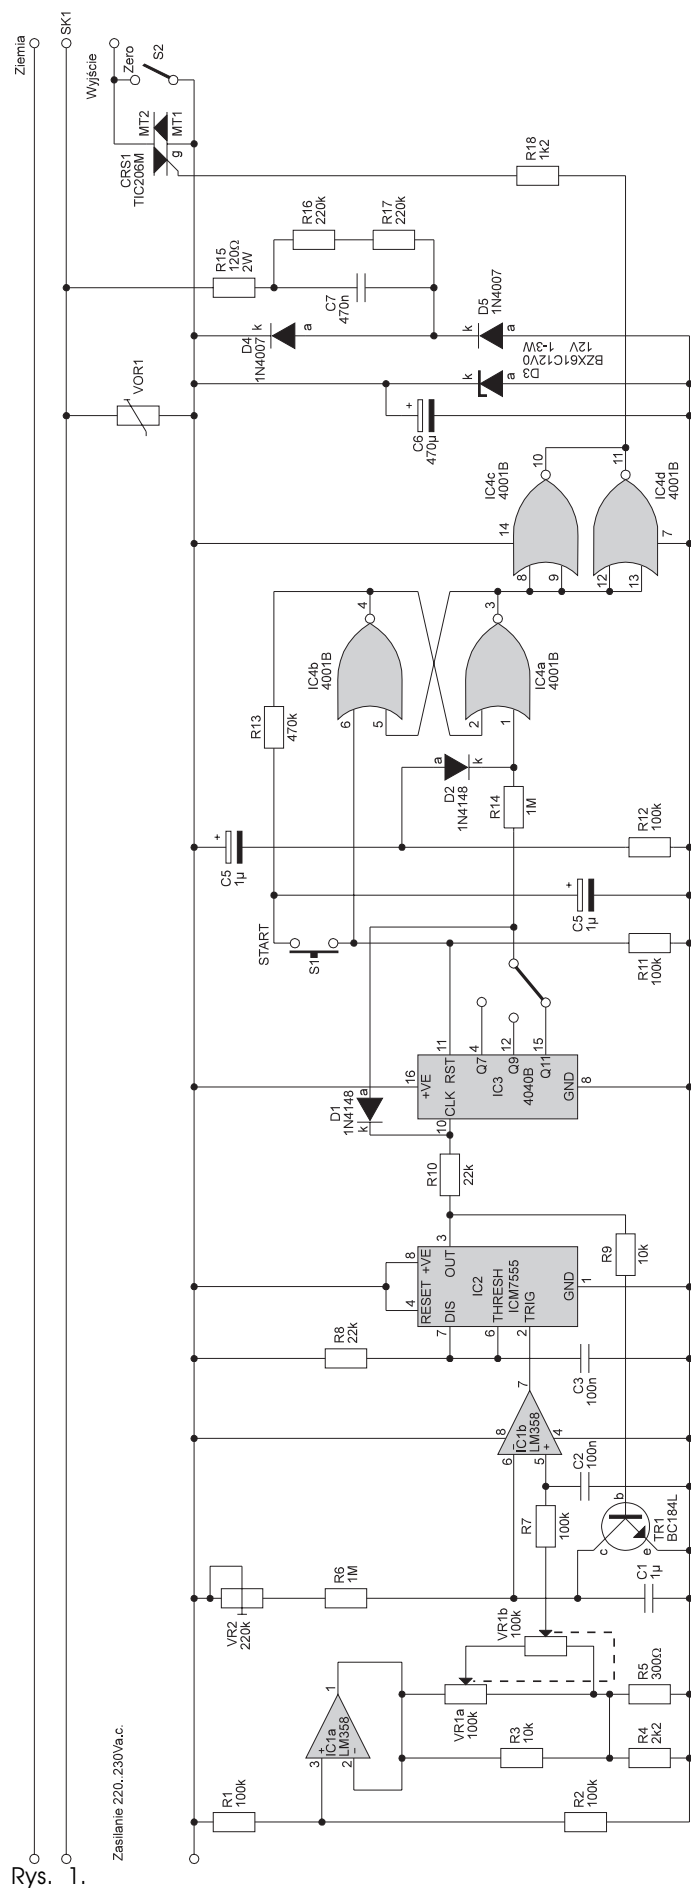 Ziemia
SK1
Wyjście
Zero
S2
MT2
MT1
CRS1
TIC206M
g
R18
1k2
R16
220k
R17
220k
R15
120Ω
2W
C7
470n
D4
1N4007
k
a
D5
1N4007
k
a
D3
BZX61C12V0
12V 1-3W
k
a
VOR1
C6
470µ
+
IC4c
4001B
10
14
8
9
IC4d
4001B
11
7
12
13
IC4b
4001B
4
6
5
IC4a
4001B
3
2
1
R13
470k
D2
1N4148
a
k
R14
1M
C5
1µ
+
R12
100k
C5
1µ
+
START
S1
R11
100k
D1
1N4148
k
a
16
+VE
11
RST
CLK
10
IC3
4040B
4
Q7
12
Q9
15
Q11
GND
8
R10
22k
R9
10k
3
OUT
8
+VE
4
RESET
IC2
ICM7555
DIS
7
THRESH
6
TRIG
2
GND
1
R8
22k
C3
100n
7
IC1b
LM358
8
4
6
5
-
+
C2
100n
R7
100k
TR1
BC184L
b
c
e
C1
1µ
VR2
220k
R6
1M
VR1b
100k
VR1a
100k
R5
300Ω
R3
10k
R4
2k2
1
IC1a
LM358
3
2
+
-
R1
100k
R2
100k
Zasilanie 220..230Va.c.
Rys. 1.